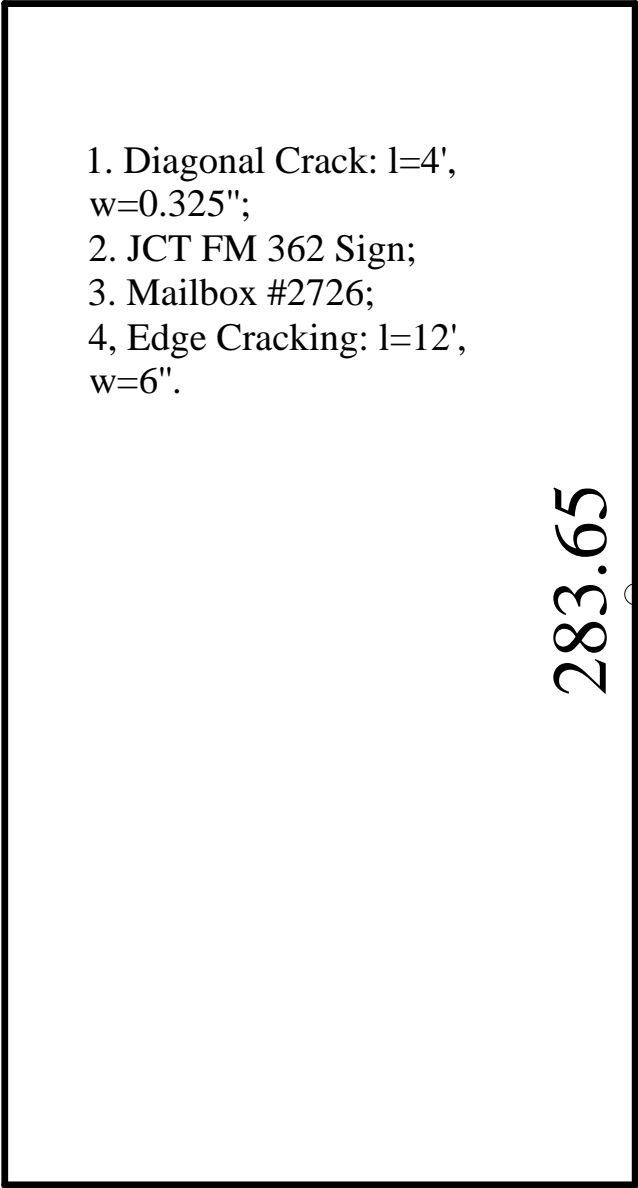 1. Diagonal Crack: l=4',
w=0.325";
2. JCT FM 362 Sign;
3. Mailbox #2726;
4, Edge Cracking: l=12',
w=6".
283.65